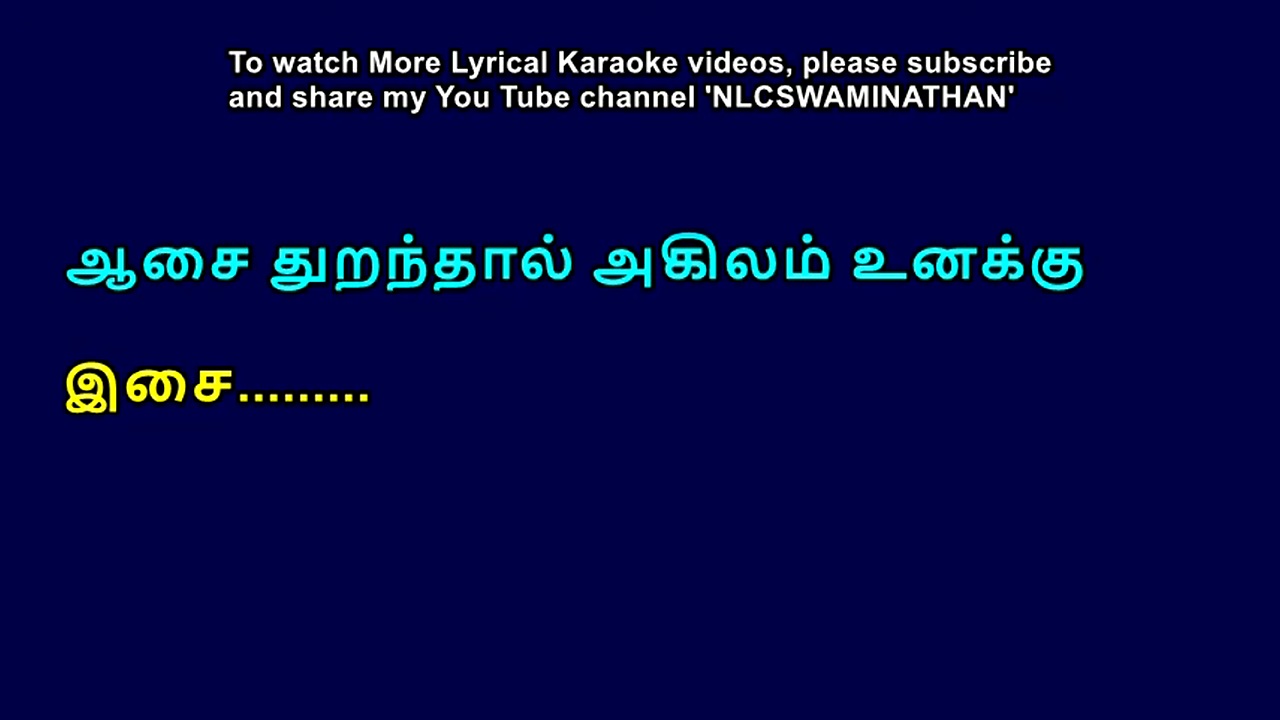 To watch More Lyrical Karaoke videos, please subscribe
and share my You Tube channel 'NLCSWAMINATHAN'
ஆசை துறந்தால் அகிலம் உனக்கு
இசை.........